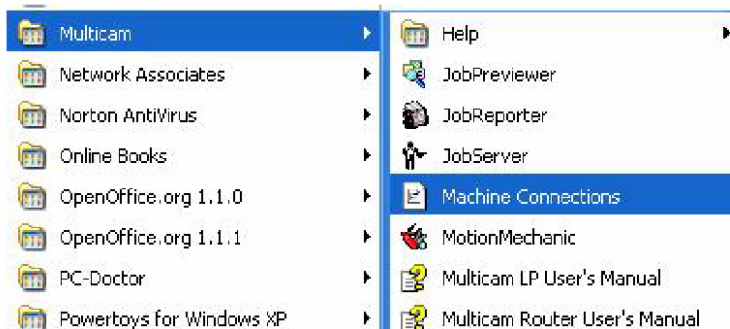 Multicam
Network Associates
Norton AntiVirus
Online Books
OpenOffice.org 1.1.0
OpenOffice.org 1.1.1
PC-Doctor
Powertoys for Windows XP
Help
JobPreviewer
JobReporter
JobServer
Machine Connections
MotionMechanic
Multicam LP User's Manual
Multicam Router User's Manual